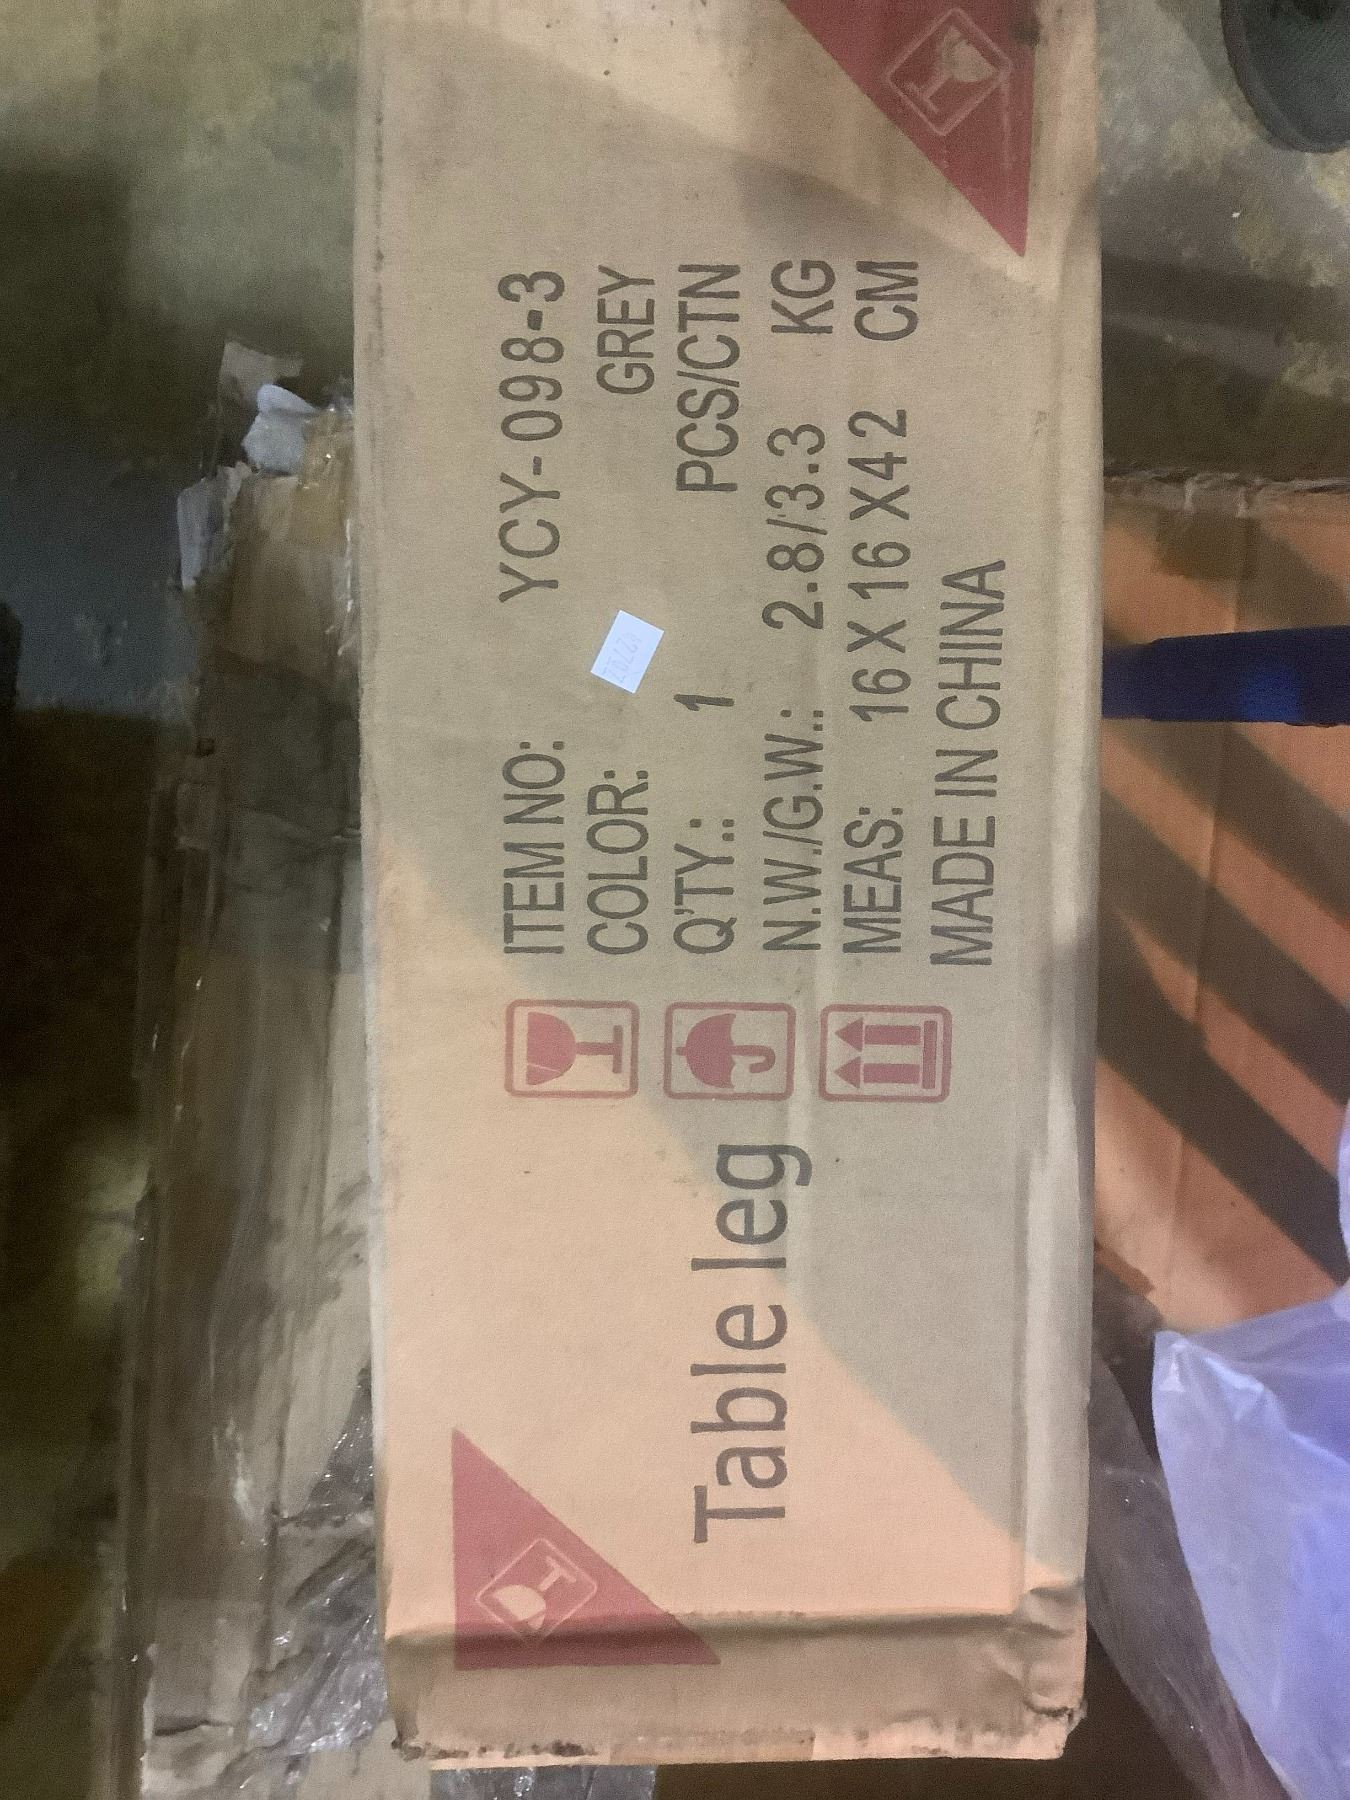 Table leg
ITEM NO: YCY-098-3
COLOR: GREY
Q'TY.: 1 PCS/CTN
N.W./G.W.: 2.8/3.3 KG
MEAS: 16 X 16 X42 CM
MADE IN CHINA